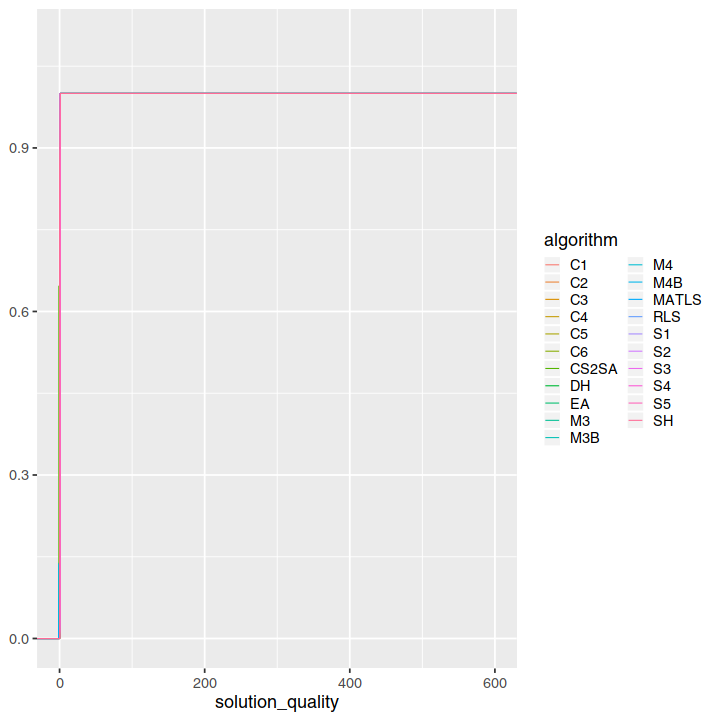 0.9
0.6
0.3
0.0
0 200 400 600
solution_quality
algorithm
C1 M4
C2 M4B
C3 MATLS
C4 RLS
C5 S1
C6 S2
CS2SA S3
DH S4
EA S5
M3 SH
M3B